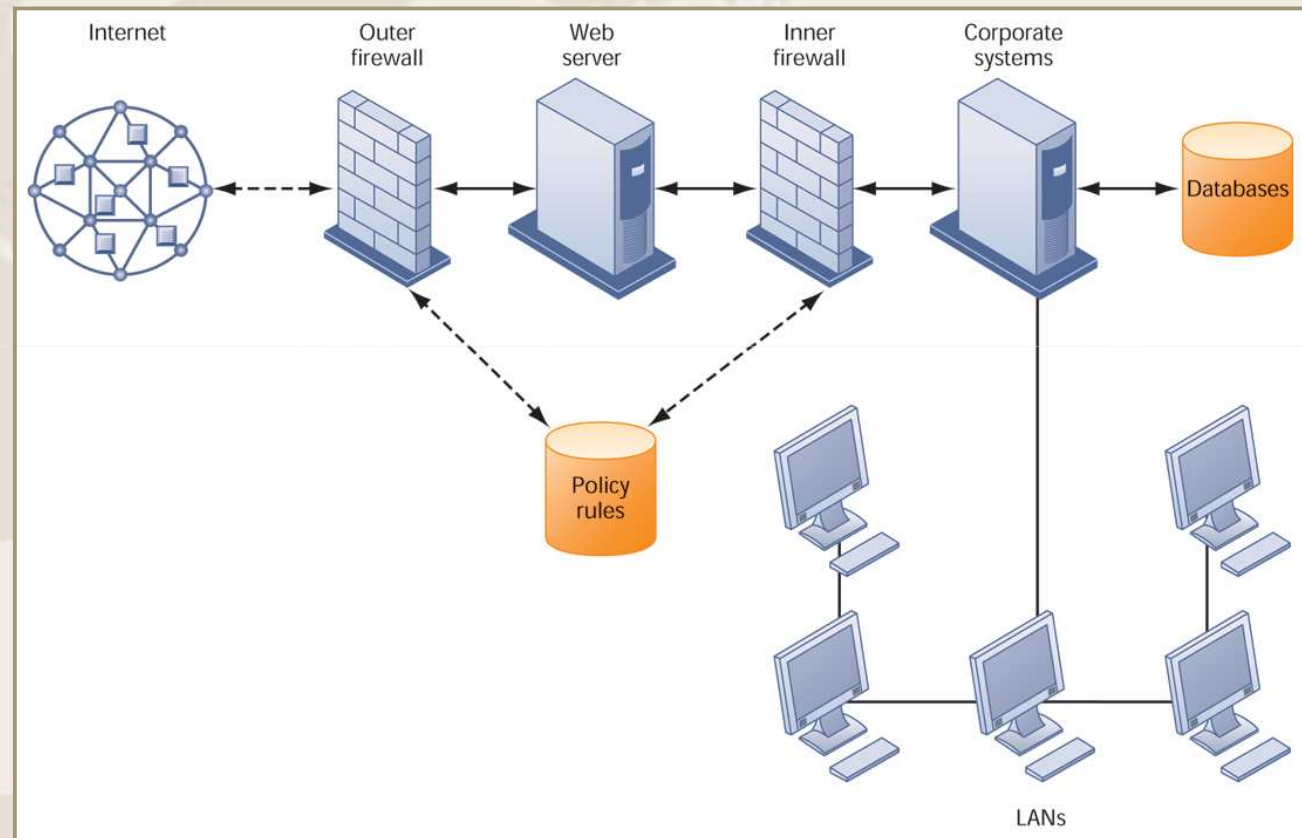 Internet
Outer
firewall
Web
server
Inner
firewall
Corporate
systems
Databases
Policy
rules
LANs